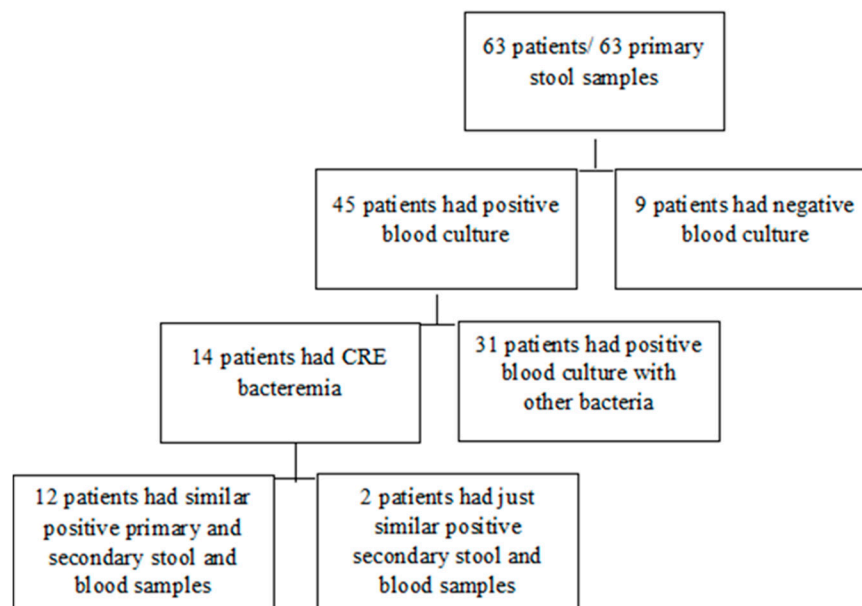 63 patients/ 63 primary
stool samples
45 patients had positive
blood culture
9 patients had negative
blood culture
14 patients had CRE
bacteremia
31 patients had positive
blood culture with
other bacteria
12 patients had similar
positive primary and
secondary stool and
blood samples
2 patients had just
similar positive
secondary stool and
blood samples